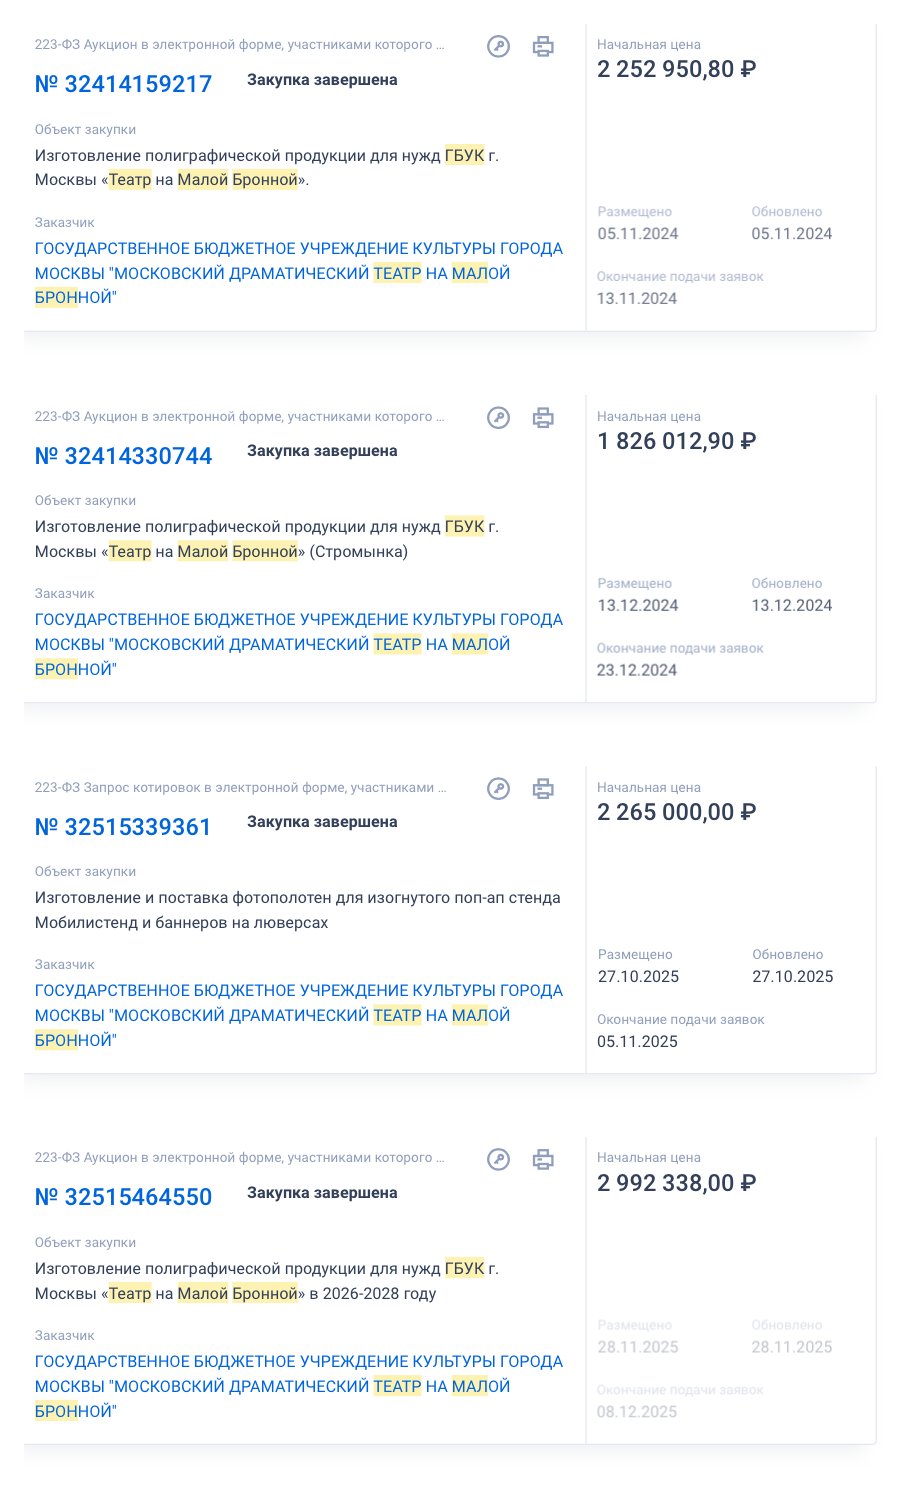 223-ФЗ Аукцион в электронной форме, участниками которого ...
№ 32414159217
Закупка завершена
Объект закупки
Изготовление полиграфической продукции для нужд ГБУК г.
Москвы «Театр на Малой Бронной».
Заказчик
ГОСУДАРСТВЕННОЕ БЮДЖЕТНОЕ УЧРЕЖДЕНИЕ КУЛЬТУРЫ ГОРОДА
МОСКВЫ "МОСКОВСКИЙ ДРАМАТИЧЕСКИЙ ТЕАТР НА МАЛОЙ
БРОННОЙ"
Начальная цена
2 252 950,80 ₽
Размещено Обновлено
05.11.2024 05.11.2024
Окончание подачи заявок
13.11.2024
223-ФЗ Аукцион в электронной форме, участниками которого ...
№ 32414330744
Закупка завершена
Объект закупки
Изготовление полиграфической продукции для нужд ГБУК г.
Москвы «Театр на Малой Бронной» (Стромынка)
Заказчик
ГОСУДАРСТВЕННОЕ БЮДЖЕТНОЕ УЧРЕЖДЕНИЕ КУЛЬТУРЫ ГОРОДА
МОСКВЫ "МОСКОВСКИЙ ДРАМАТИЧЕСКИЙ ТЕАТР НА МАЛОЙ
БРОННОЙ"
Начальная цена
1 826 012,90 ₽
Размещено Обновлено
13.12.2024 13.12.2024
Окончание подачи заявок
23.12.2024
223-ФЗ Запрос котировок в электронной форме, участниками ...
№ 32515339361
Закупка завершена
Объект закупки
Изготовление и поставка фотополотен для изогнутого поп-ап стенда
Мобилистенд и баннеров на люверсах
Заказчик
ГОСУДАРСТВЕННОЕ БЮДЖЕТНОЕ УЧРЕЖДЕНИЕ КУЛЬТУРЫ ГОРОДА
МОСКВЫ "МОСКОВСКИЙ ДРАМАТИЧЕСКИЙ ТЕАТР НА МАЛОЙ
БРОННОЙ"
Начальная цена
2 265 000,00 ₽
Размещено Обновлено
27.10.2025 27.10.2025
Окончание подачи заявок
05.11.2025
223-ФЗ Аукцион в электронной форме, участниками которого ...
№ 32515464550
Закупка завершена
Объект закупки
Изготовление полиграфической продукции для нужд ГБУК г.
Москвы «Театр на Малой Бронной» в 2026-2028 году
Заказчик
ГОСУДАРСТВЕННОЕ БЮДЖЕТНОЕ УЧРЕЖДЕНИЕ КУЛЬТУРЫ ГОРОДА
МОСКВЫ "МОСКОВСКИЙ ДРАМАТИЧЕСКИЙ ТЕАТР НА МАЛОЙ
БРОННОЙ"
Начальная цена
2 992 338,00 ₽
Размещено Обновлено
28.11.2025 28.11.2025
Окончание подачи заявок
08.12.2025